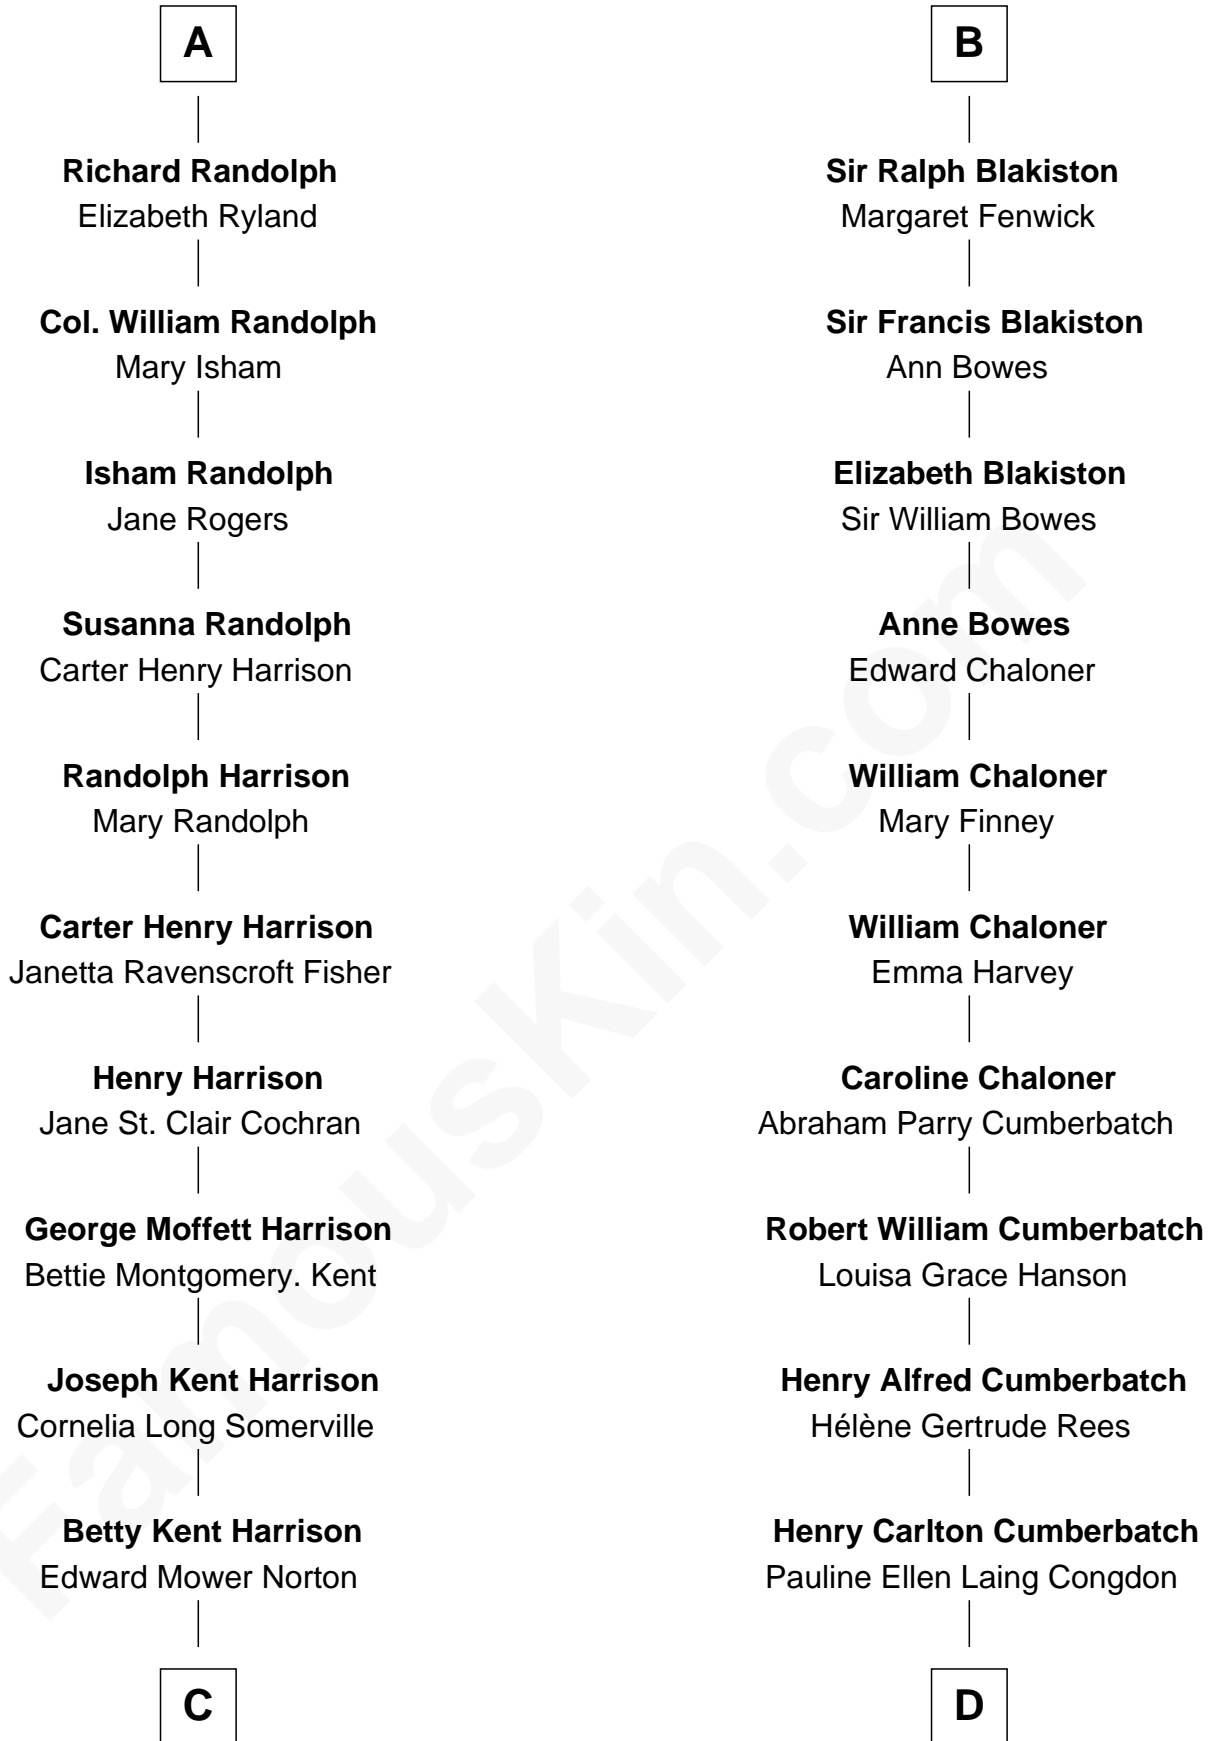 A
Richard Randolph
Elizabeth Ryland
Col. William Randolph
Mary Isham
Isham Randolph
Jane Rogers
Susanna Randolph
Carter Henry Harrison
Randolph Harrison
Mary Randolph
Carter Henry Harrison
Janetta Ravenscroft Fisher
Henry Harrison
Jane St. Clair Cochran
George Moffett Harrison
Bettie Montgomery. Kent
Joseph Kent Harrison
Cornelia Long Somerville
Betty Kent Harrison
Edward Mower Norton
C
B
Sir Ralph Blakiston
Margaret Fenwick
Sir Francis Blakiston
Ann Bowes
Elizabeth Blakiston
Sir William Bowes
Anne Bowes
Edward Chaloner
William Chaloner
Mary Finney
William Chaloner
Emma Harvey
Caroline Chaloner
Abraham Parry Cumberbatch
Robert William Cumberbatch
Louisa Grace Hanson
Henry Alfred Cumberbatch
Hélène Gertrude Rees
Henry Carlton Cumberbatch
Pauline Ellen Laing Congdon
D
FamousKin.com